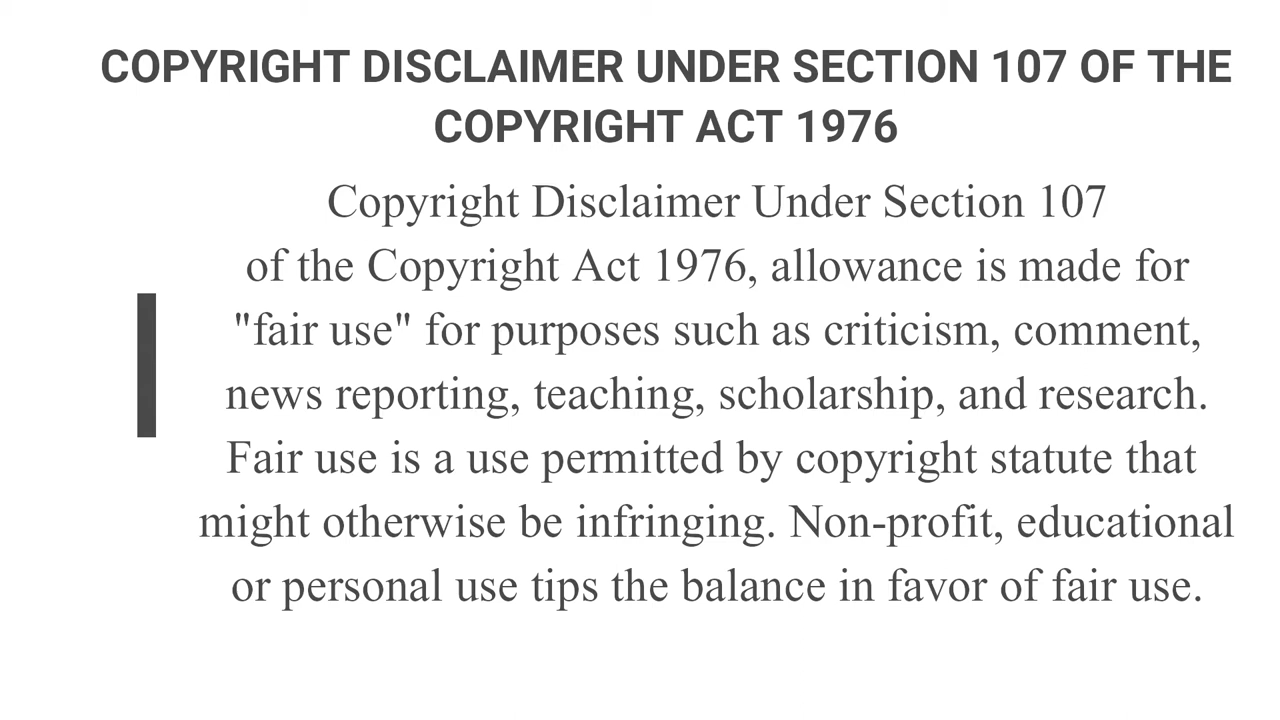 COPYRIGHT DISCLAIMER UNDER SECTION 107 OF THE
COPYRIGHT ACT 1976
Copyright Disclaimer Under Section 107
of the Copyright Act 1976, allowance is made for
"fair use" for purposes such as criticism, comment,
news reporting, teaching, scholarship, and research.
Fair use is a use permitted by copyright statute that
might otherwise be infringing. Non-profit, educational
or personal use tips the balance in favor of fair use.